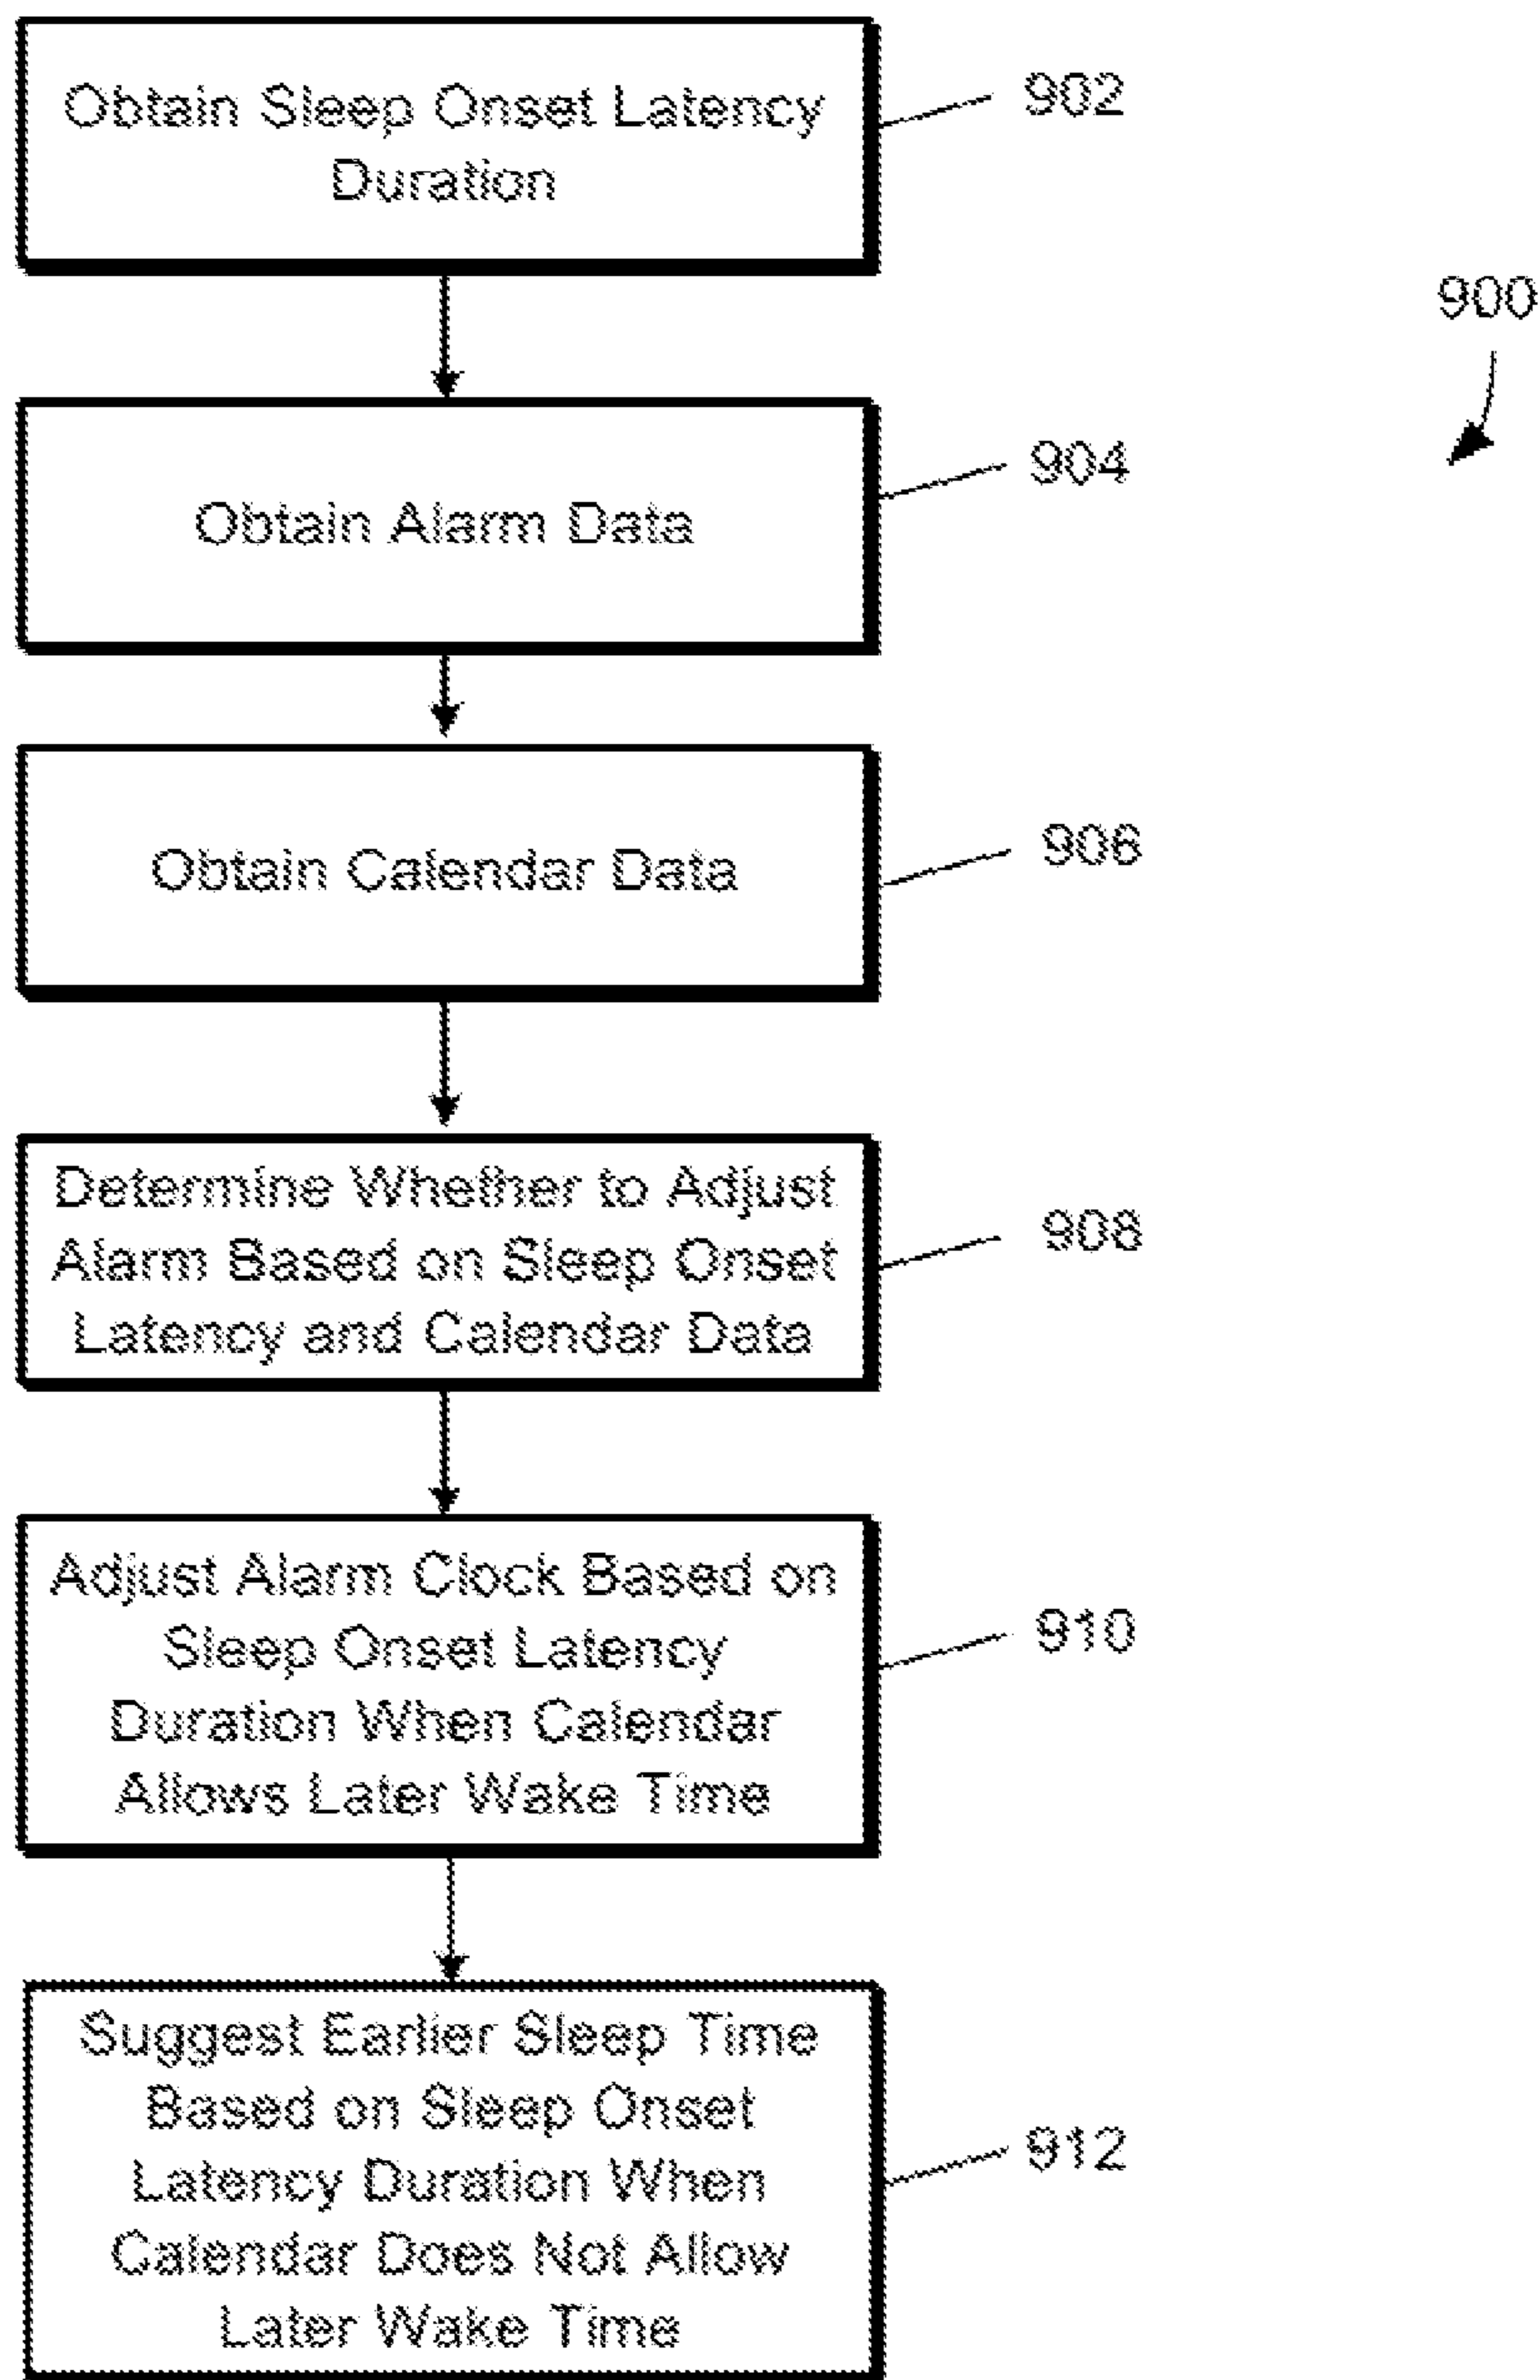 Obtain Sleep Onset Latency
Duration
902
900
Obtain Alarm Data
904
Obtain Calendar Data
906
Determine Whether to Adjust
Alarm Based on Sleep Onset
Latency and Calendar Data
908
Adjust Alarm Clock Based on
Sleep Onset Latency
Duration When Calendar
Allows Later Wake Time
910
Suggest Earlier Sleep Time
Based on Sleep Onset
Latency Duration When
Calendar Does Not Allow
Later Wake Time
912